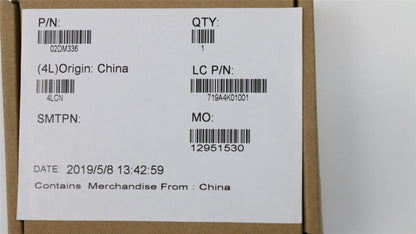 P/N: QTY:
02DM336 1
(4L)Origin: China LC P/N:
4LCN 719A4K01001
SMTPN: MO:
12951530
DATE: 2019/5/8 13:42:59
Contains Merchandise From : China